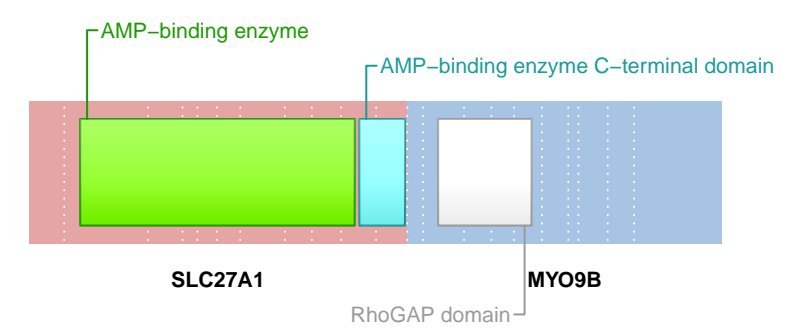 AMP−binding enzyme
AMP−binding enzyme C−terminal domain
SLC27A1
MYO9B
RhoGAP domain